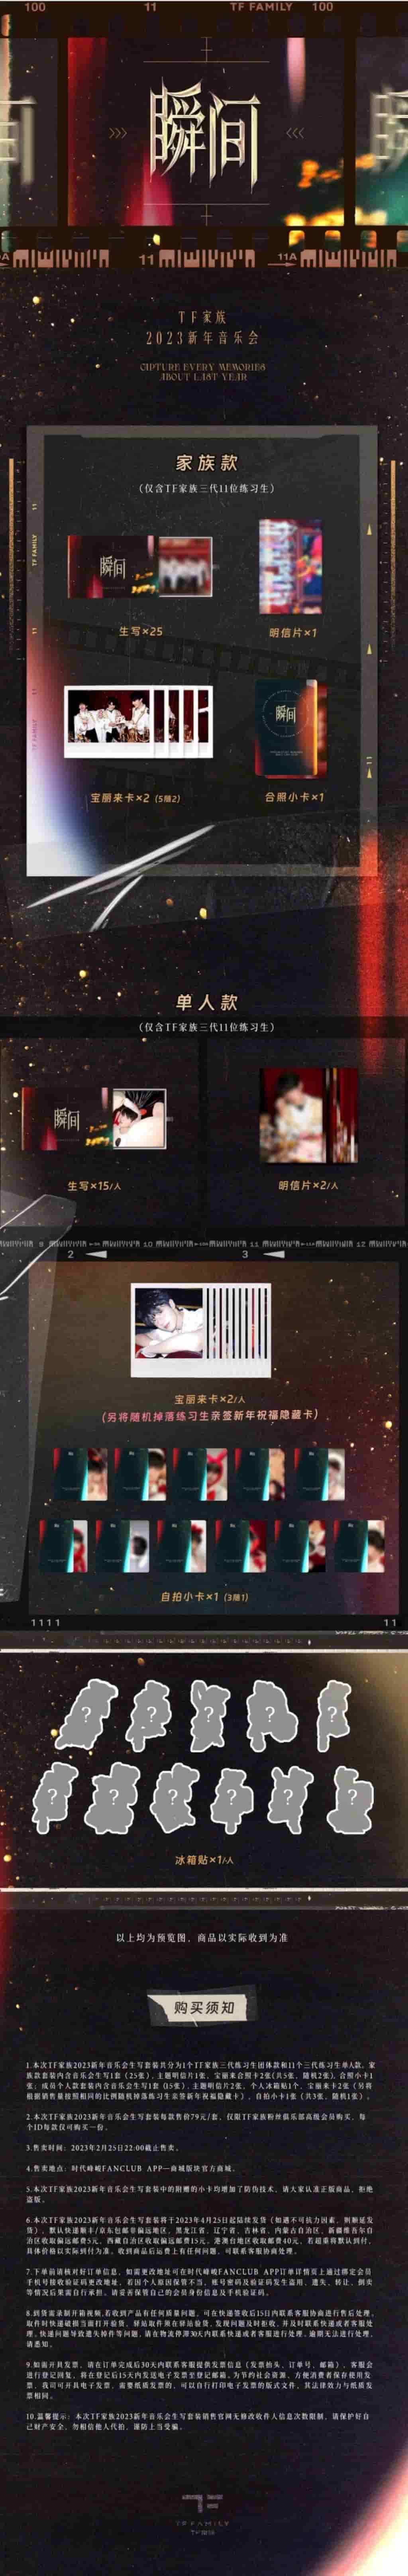 100
11
TF FAMILY
100
瞬间
11
11A
TF家族
2023新年音乐会
CAPTURE EVERY MEMORIES
ABOUT LAST YEAR
家族款
(仅含TF家族三代11位练习生)
瞬间
生写×25
明信片×1
瞬间
宝丽来卡×2 (5随2)
合照小卡×1
单人款
(仅含TF家族三代11位练习生)
瞬间
生写×15/人
明信片×2/人
2
3
宝丽来卡×2/人
(另将随机掉落练习生亲签新年祝福隐藏卡)
自拍小卡×1 (3随1)
1111
11
? ? ? ? ?
? ? ? ? ? ?
冰箱贴×1/人
以上均为预览图，商品以实际收到为准
购买须知
1.本次TF家族2023新年音乐会生写套装共分为1个TF家族三代练习生团体款和11个三代练习生单人款，家
族款套装内含音乐会生写1套（25张），主题明信片1张，宝丽来合照卡2张(共5张，随机2张)，合照小卡1
张；成员个人款套装内含音乐会生写1套（15张），主题明信片2张，个人冰箱贴1个，宝丽来卡2张（另将
根据销售量按照相同的比例随机掉落练习生亲签新年祝福隐藏卡），自拍小卡1张（共3张，随机1张）。
2.本次TF家族2023新年音乐会生写套装每款售价79元/套，仅限TF家族粉丝俱乐部高级会员购买，每
个ID每款仅可购买一份。
3.售卖时间：2023年2月25日22:00截止售卖。
4.售卖地点：时代峰峻FANCLUB APP—商城版块官方商城。
5.本次TF家族2023新年音乐会生写套装中的附赠的小卡均增加了防伪技术，请大家认准正版商品，拒绝
盗版。
6.本次TF家族2023新年音乐会生写套装将于2023年4月25日起陆续发货（如遇不可抗力因素，则顺延发
货），默认快递顺丰/京东包邮非偏远地区，黑龙江省、辽宁省、吉林省、内蒙古自治区、新疆维吾尔自
治区收取偏远邮费5元，西藏自治区收取偏远邮费15元，港澳台地区收取邮费40元，若超重将默认到付，
具体价格以实际到付为准。收到商品后运费上有任何问题，可联系客服协商处理。
7.下单前请核对好订单信息，如需更改地址可在时代峰峻FANCLUB APP订单详情页上通过绑定会员
手机号接收验证码更改地址，若因个人原因保管不当，账号密码及验证码发生盗用、遗失、转让、倒卖
等情况后果需自行承担。请妥善保管自己的会员身份信息及手机验证码。
8.到货需录制开箱视频，若收到产品有任何质量问题，可在快递签收后15日内联系客服协商进行售后处理，
取件时快递破损当面打开验货，驿站取件需在驿站验货，发现问题及时拒收，并及时联系快递或者客服处
理。快递问题导致遗失掉件等问题，请在物流停滞30天内联系快递或者客服进行处理，逾期无法进行处理，
请悉知。
9.如需开具发票，请在订单完成后30天内联系客服提供发票信息（发票抬头、订单号、邮箱），客服会
进行登记回复，将在登记后15天内发送电子发票至登记邮箱。为节约社会资源，方便消费者保存使用发
票，我司可开具电子发票，需要纸质发票的，可以自行打印电子发票的版式文件，其法律效力与纸质发
票相同。
10.温馨提示：本次TF家族2023新年音乐会生写套装销售官网无修改收件人信息次数限制，请保护好自
己财产安全，勿相信他人代拍，谨防上当受骗。
TF FAMILY
TF家族